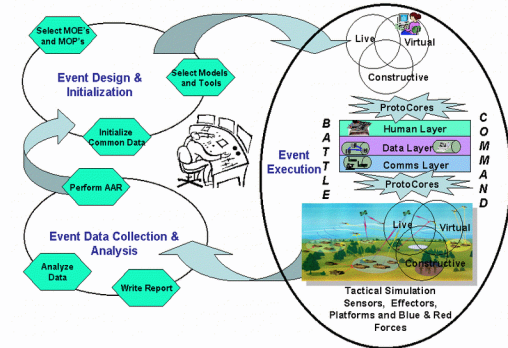 Select MOE's
and MOP's
Event Design &
Initialization
Select Models
and Tools
Initialize
Common Data
Perform AAR
Event Data Collection &
Analysis
Analyze
Data
Write Report
Event
Execution
Live
Virtual
Constructive
ProtoCores
BATTLE
COMMAND
Human Layer
Data Layer
Comms Layer
ProtoCores
Live
Virtual
Constructive
Tactical Simulation
Sensors, Effectors,
Platforms and Blue & Red
Forces